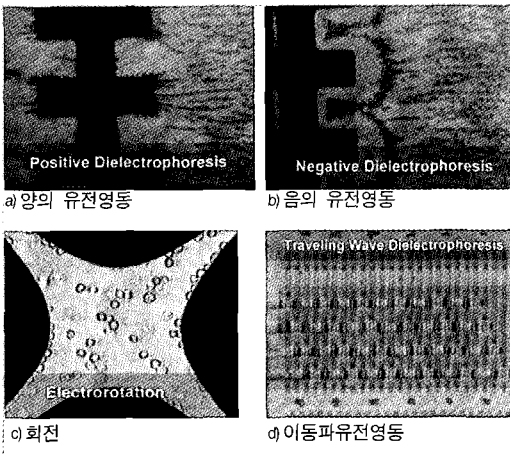 Positive Dielectrophoresis
Negative Dielectrophoresis
a) 양의 유전영동
b) 음의 유전영동
Traveling Wave Dielectrophoresis
Electrorotation
c) 회전
d) 이동파유전영동